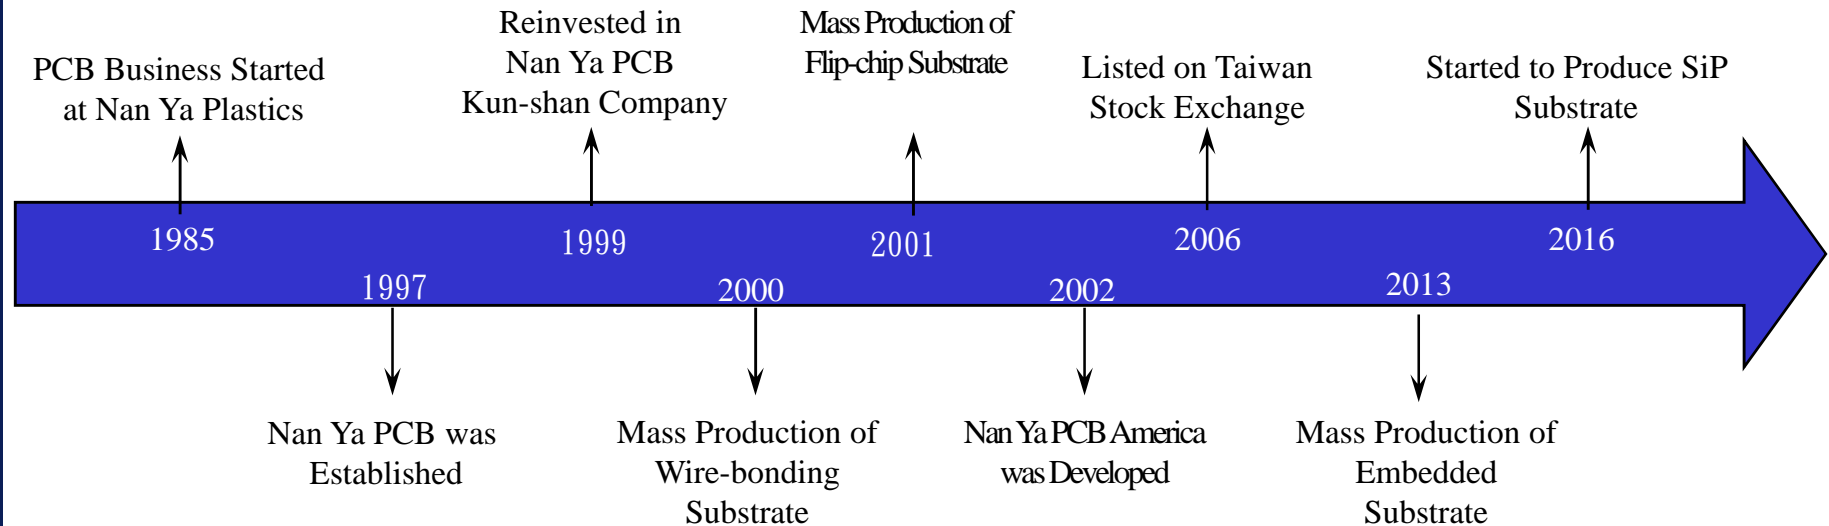 PCB Business Started
at Nan Ya Plastics
Reinvested in
Nan Ya PCB
Kun-shan Company
Mass Production of
Flip-chip Substrate
Listed on Taiwan
Stock Exchange
Started to Produce SiP
Substrate
1985
1999
2001
2006
2016
1997
2000
2002
2013
Nan Ya PCB was
Established
Mass Production of
Wire-bonding
Substrate
Nan Ya PCB America
was Developed
Mass Production of
Embedded
Substrate